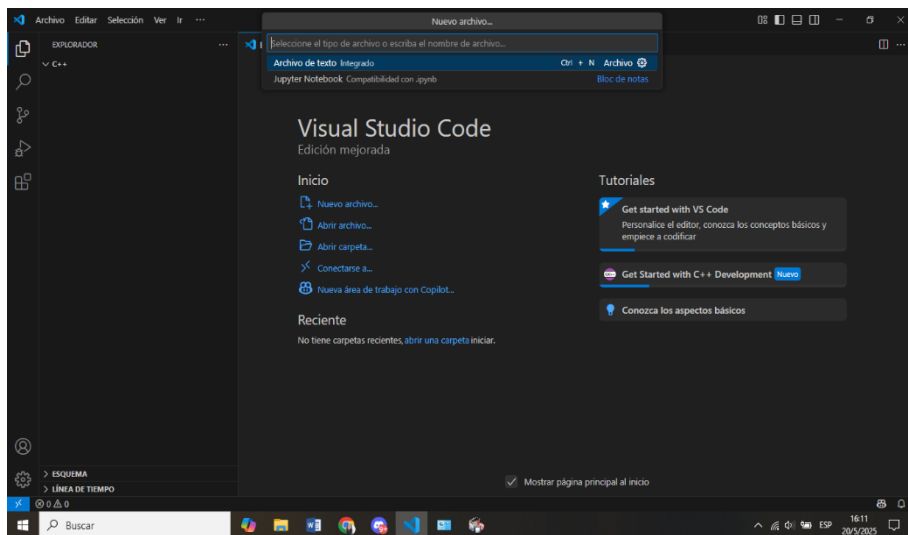 Archivo Editar Selección Ver Ir ...
Nuevo archivo...
EXPLORADOR ...
C++
Seleccione el tipo de archivo o escriba el nombre de archivo...
Archivo de texto Integrado Ctrl + N Archivo
Jupyter Notebook Compatibilidad con .ipynb Bloc de notas
Visual Studio Code
Edición mejorada
Inicio
Nuevo archivo...
Abrir archivo...
Abrir carpeta...
Conectarse a...
Nueva área de trabajo con Copilot...
Reciente
No tiene carpetas recientes, abrir una carpeta iniciar.
Tutoriales
Get started with VS Code
Personalice el editor, conozca los conceptos básicos y
empiece a codificar
Get Started with C++ Development Nuevo
Conozca los aspectos básicos
Mostrar página principal al inicio
ESQUEMA
LÍNEA DE TIEMPO
0 0
Buscar
ESP
16:11
20/5/2025